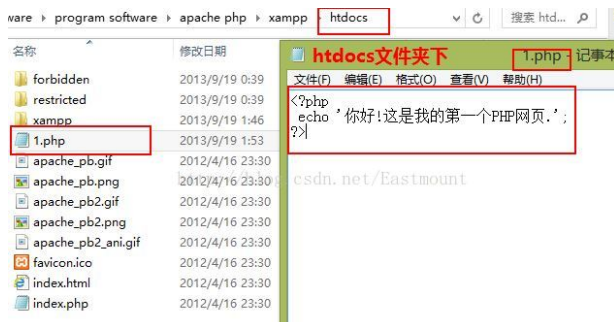 ware ▸ program software ▸ apache php ▸ xampp ▸ htdocs
搜索 htd...
名称 修改日期
forbidden 2013/9/19 0:39
restricted 2013/9/19 0:39
xampp 2013/9/19 1:46
1.php 2013/9/19 1:53
apache_pb.gif 2012/4/16 23:30
apache_pb.png 2012/4/16 23:30
apache_pb2.gif 2012/4/16 23:30
apache_pb2.png 2012/4/16 23:30
apache_pb2_ani.gif 2012/4/16 23:30
favicon.ico 2012/4/16 23:30
index.html 2012/4/16 23:30
index.php 2012/4/16 23:30
htdocs文件夹下 1.php - 记事本
文件(F) 编辑(E) 格式(O) 查看(V) 帮助(H)
<?php
echo '你好!这是我的第一个PHP网页.';
?>
csdn.net/Eastmount